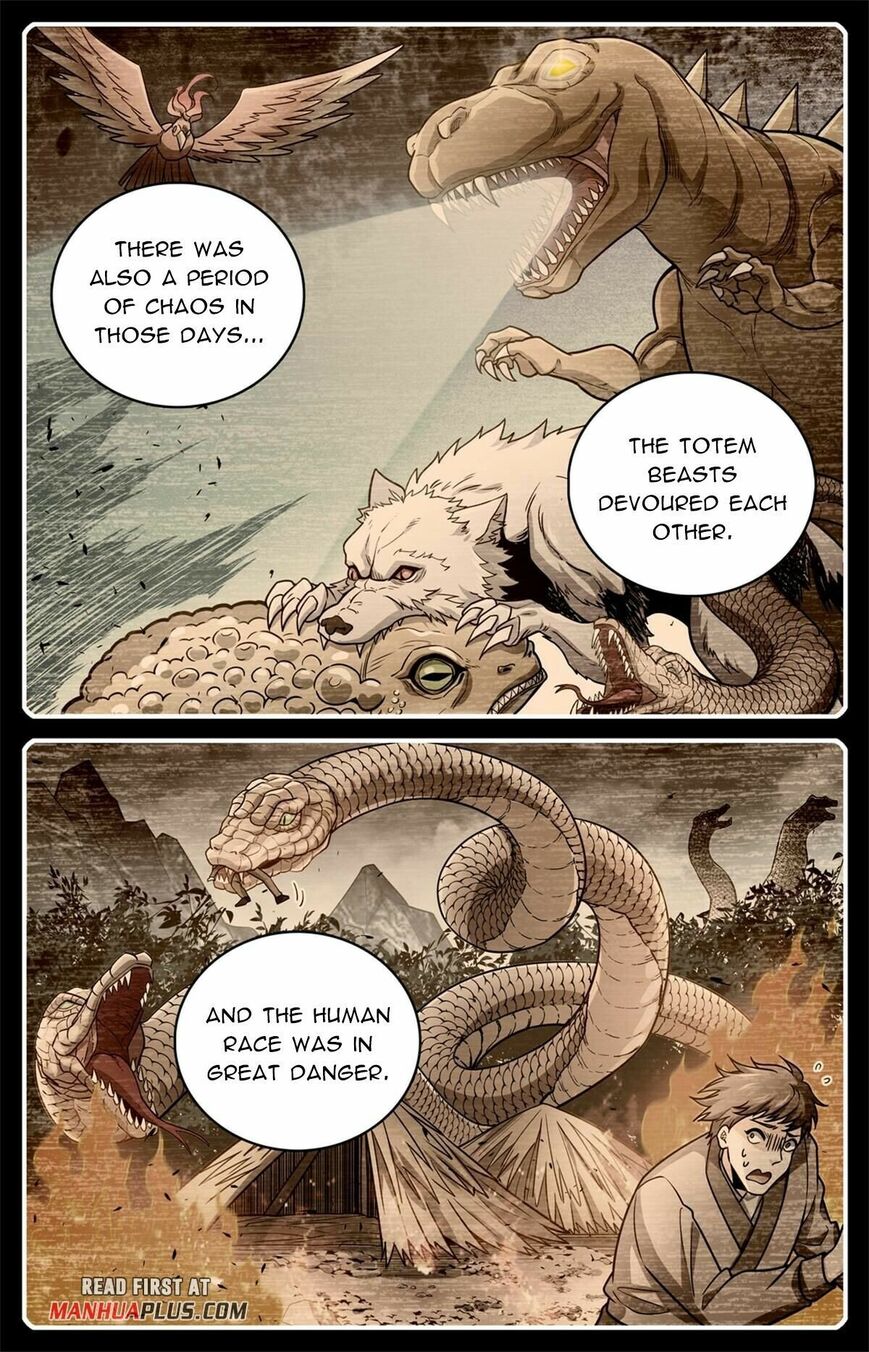 THERE WAS
ALSO A PERIOD
OF CHAOS IN
THOSE DAYS...
THE TOTEM
BEASTS
DEVOURED EACH
OTHER.
AND THE HUMAN
RACE WAS IN
GREAT DANGER.
READ FIRST AT
MANHUAPLUS.COM